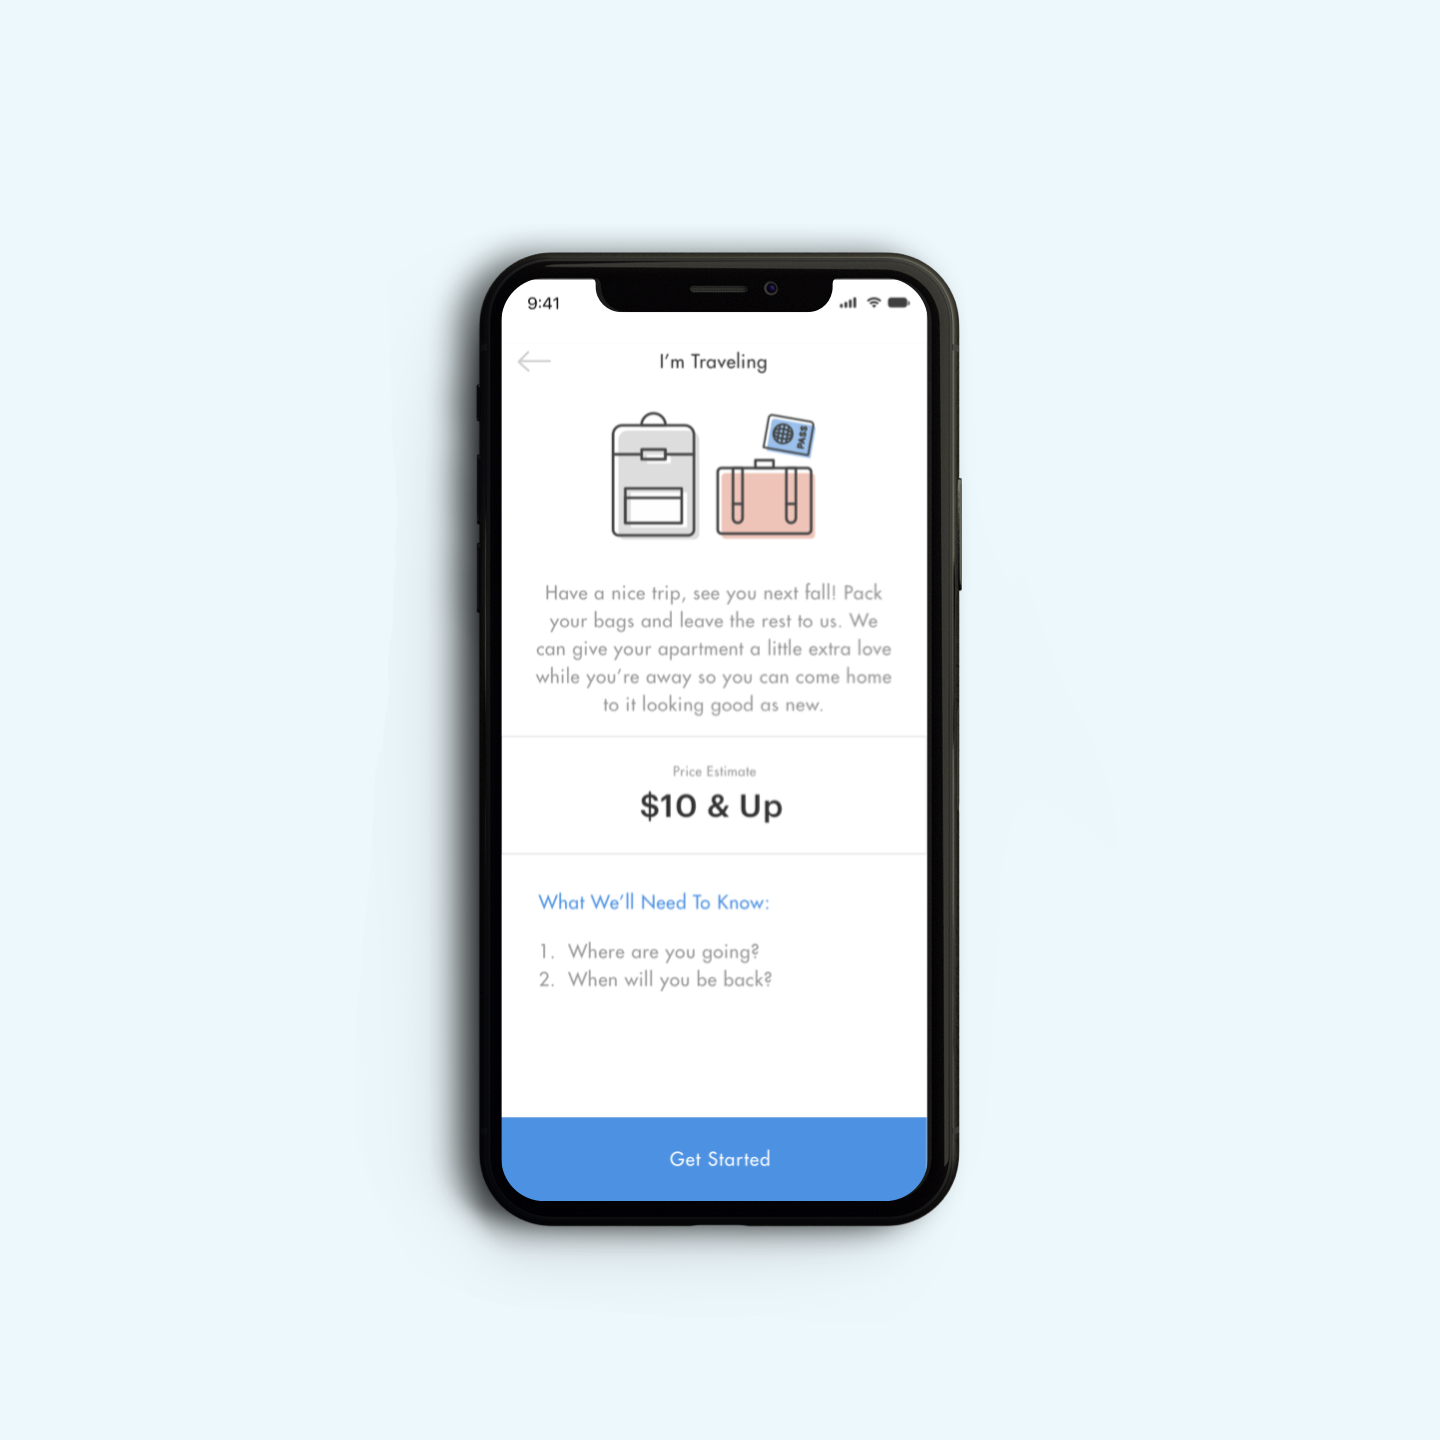 9:41
I’m Traveling
PASS
Have a nice trip, see you next fall! Pack
your bags and leave the rest to us. We
can give your apartment a little extra love
while you’re away so you can come home
to it looking good as new.
Price Estimate
$10 & Up
What We’ll Need To Know:
1. Where are you going?
2. When will you be back?
Get Started